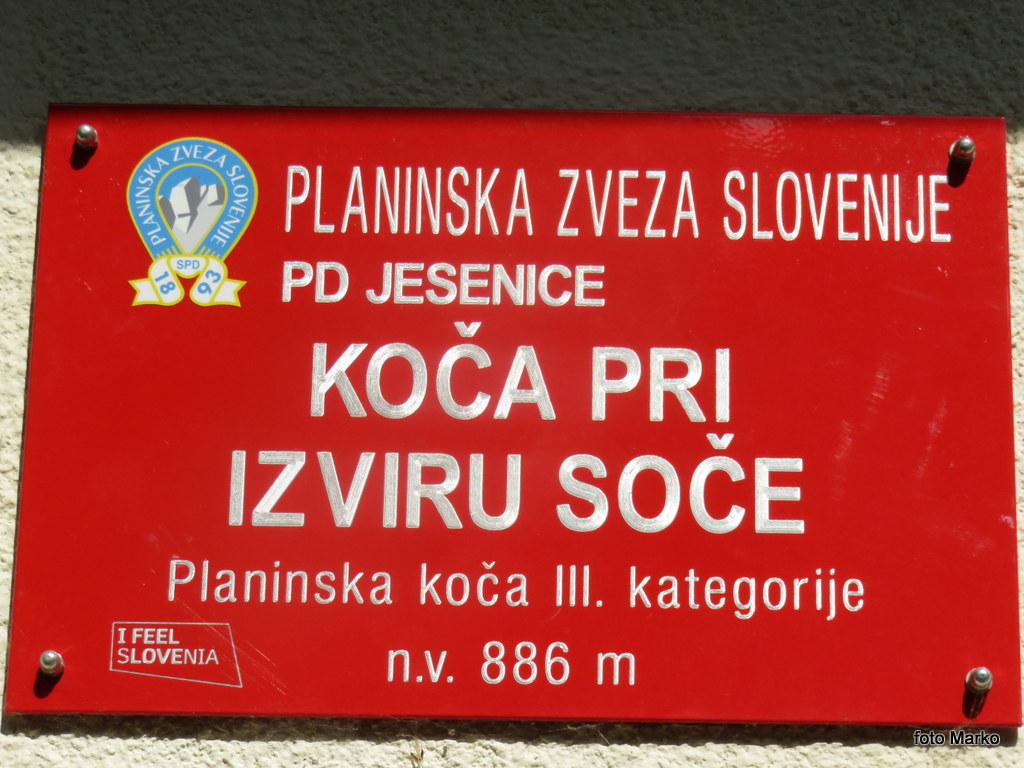 PLANINSKA ZVEZA SLOVENIJE
SPD
18 93
PLANINSKA ZVEZA SLOVENIJE
PD JESENICE
KOČA PRI
IZVIRU SOČE
Planinska koča III. kategorije
n.v. 886 m
I FEEL
SLOVENIA
foto Marko